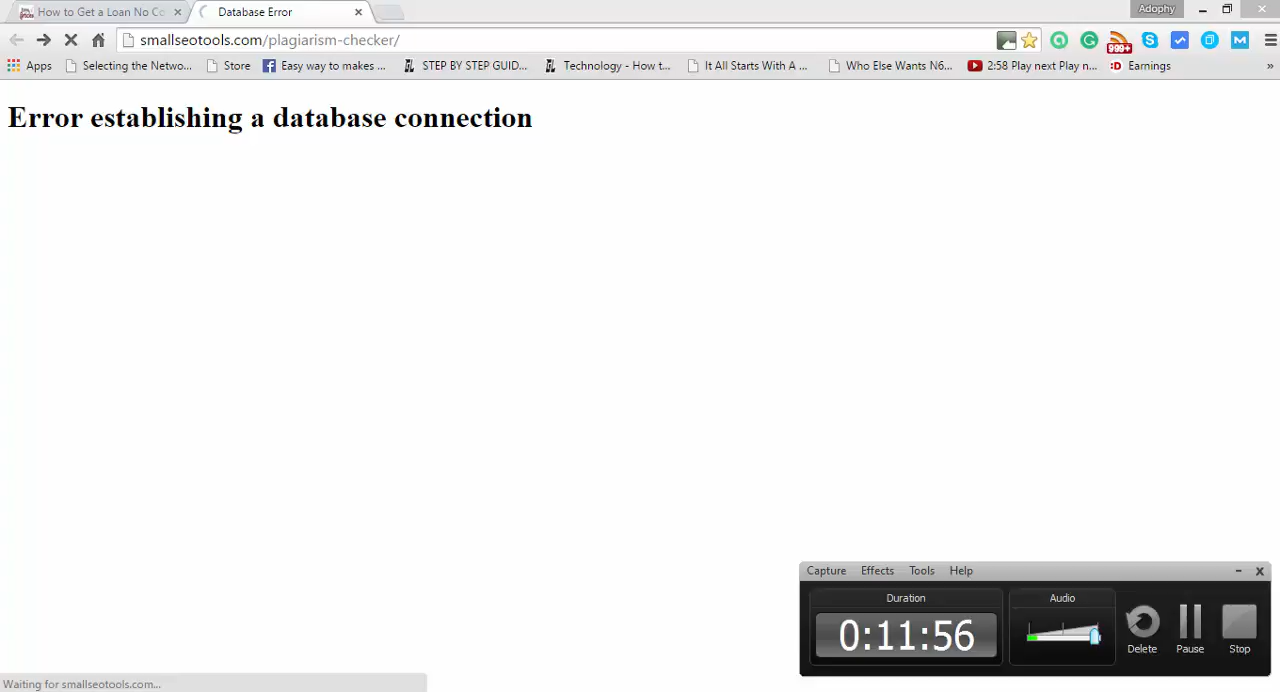 How to Get a Loan No Co
Database Error
Adophy
smallseotools.com/plagiarism-checker/
999+
Apps
Selecting the Netwo...
Store
Easy way to makes ...
STEP BY STEP GUID...
Technology - How t...
It All Starts With A ...
Who Else Wants N6...
2:58 Play next Play n...
Earnings
»
Error establishing a database connection
Capture Effects Tools Help
Duration
Audio
0:11:56
Delete
Pause
Stop
Waiting for smallseotools.com...